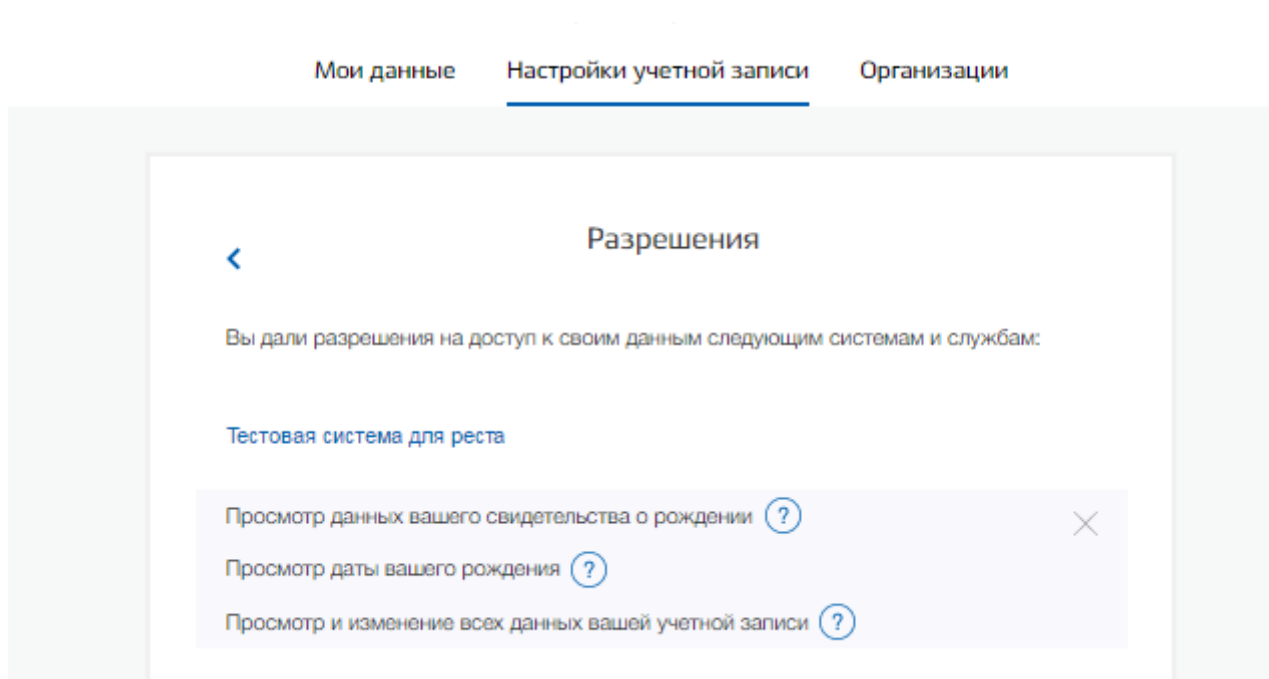 Мои данные Настройки учетной записи Организации
Разрешения
Вы дали разрешения на доступ к своим данным следующим системам и службам:
Тестовая система для реста
Просмотр данных вашего свидетельства о рождении ?
Просмотр даты вашего рождения ?
Просмотр и изменение всех данных вашей учетной записи ?